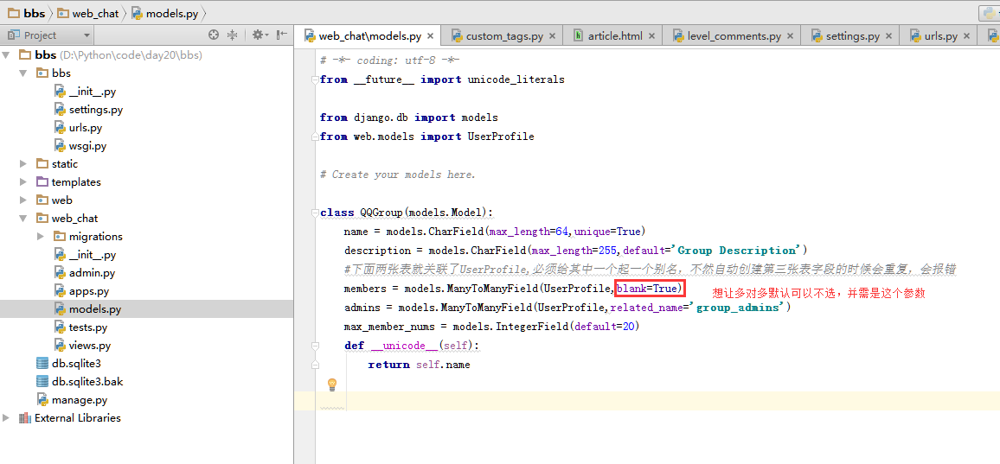 bbs web_chat models.py
Project
web_chat\models.py custom_tags.py article.html level_comments.py settings.py urls.py
bbs (D:\Python\code\day20\bbs)
bbs
__init__.py
settings.py
urls.py
wsgi.py
static
templates
web
web_chat
migrations
__init__.py
admin.py
apps.py
models.py
tests.py
views.py
db.sqlite3
db.sqlite3.bak
manage.py
External Libraries
# -*- coding: utf-8 -*-
from __future__ import unicode_literals
from django.db import models
from web.models import UserProfile
# Create your models here.
class QQGroup(models.Model):
name = models.CharField(max_length=64,unique=True)
description = models.CharField(max_length=255,default='Group Description')
#下面两张表就关联了UserProfile,必须给其中一个起一个别名，不然自动创建第三张表字段的时候会重复，会报错
members = models.ManyToManyField(UserProfile,blank=True) 想让多对多默认可以不选，并需是这个参数
admins = models.ManyToManyField(UserProfile,related_name='group_admins')
max_member_nums = models.IntegerField(default=20)
def __unicode__(self):
return self.name